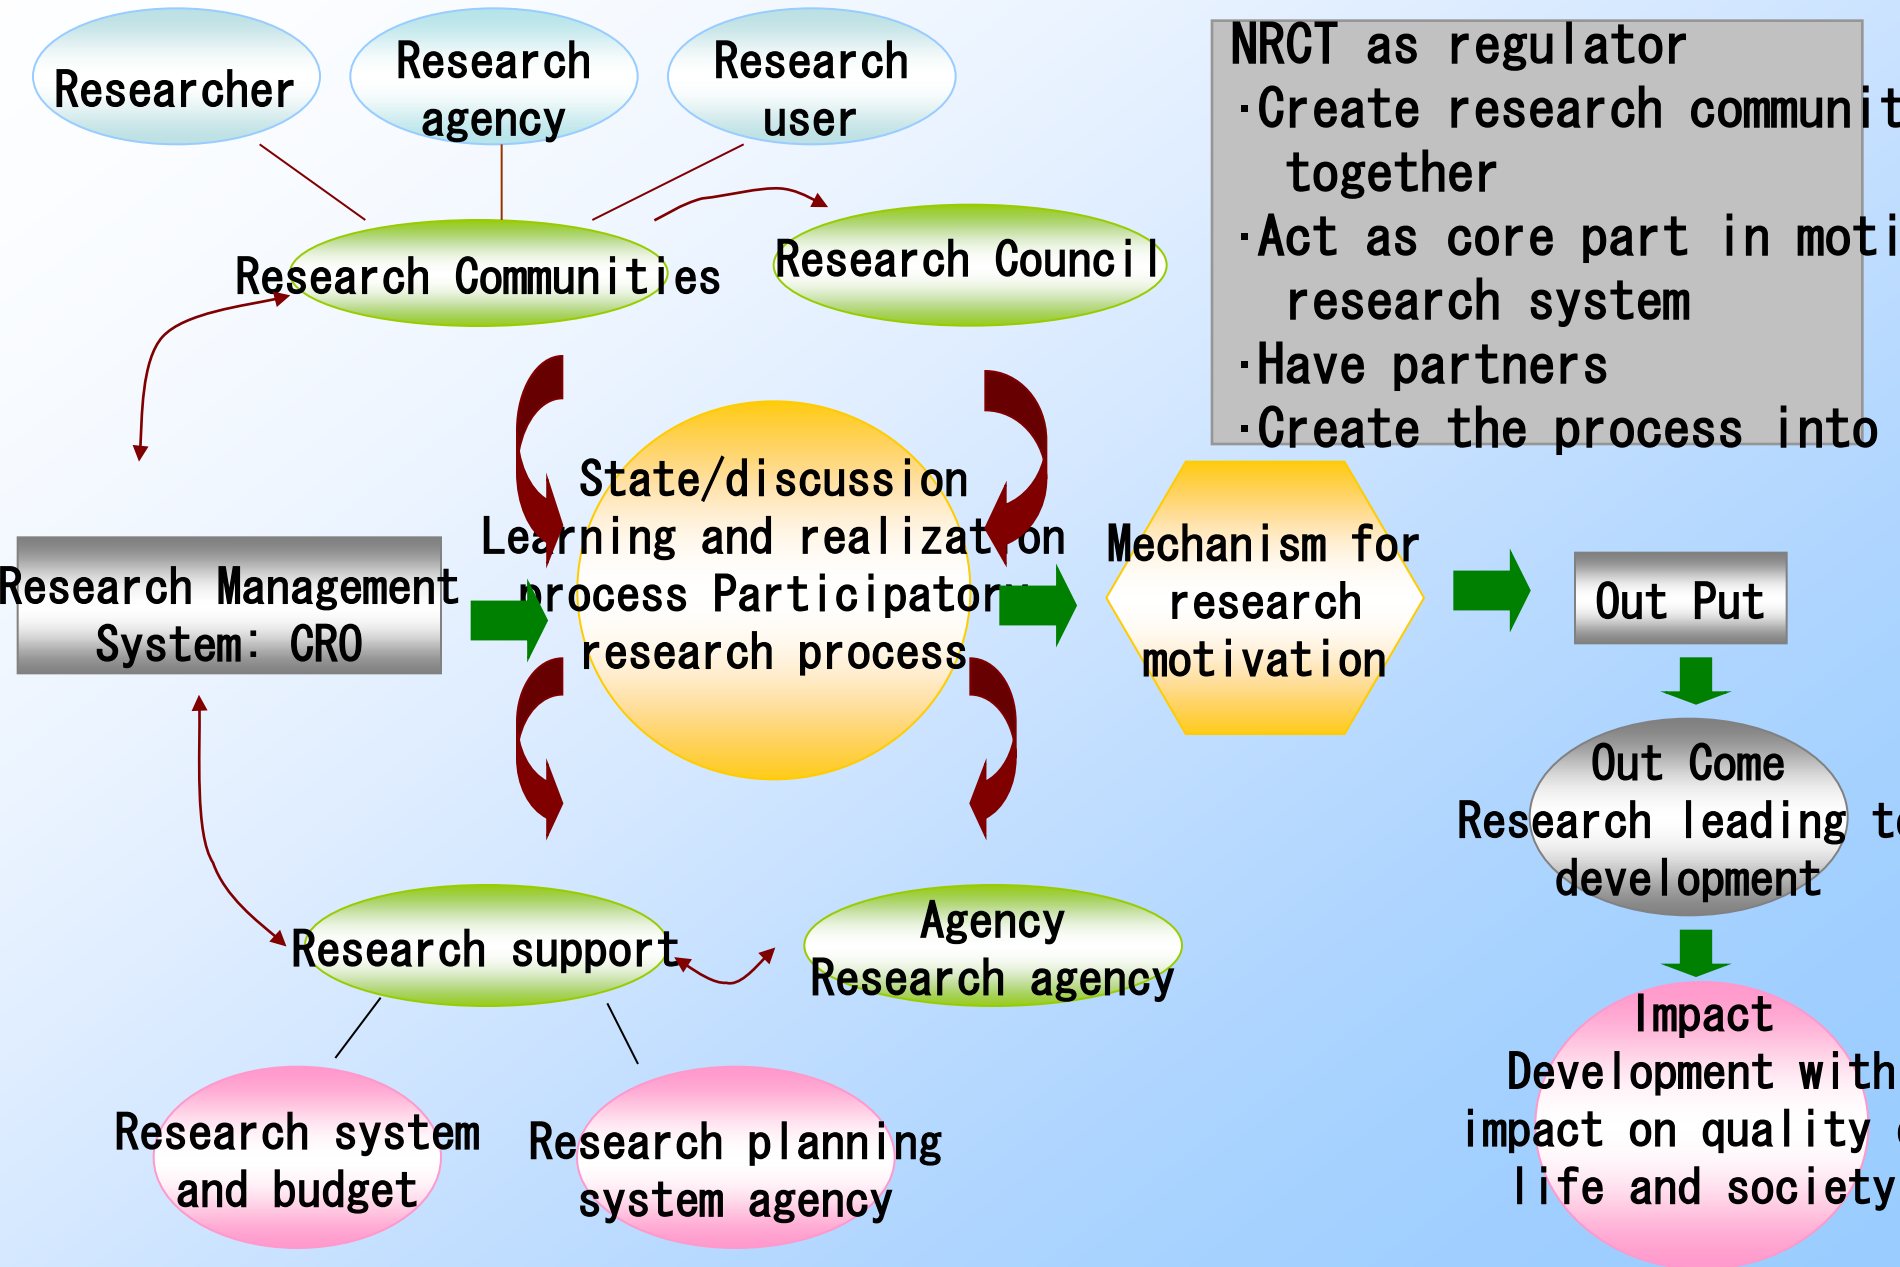 Researcher
Research
agency
Research
user
NRCT as regulator
·Create research communit
together
·Act as core part in moti
research system
·Have partners
·Create the process into
Research Communities
Research Council
State/discussion
Learning and realization
process Participatory
research process
Research Management
System: CRO
Mechanism for
research
motivation
Out Put
Out Come
Research leading to
development
Research support
Agency
Research agency
Impact
Development with
impact on quality
life and society
Research system
and budget
Research planning
system agency